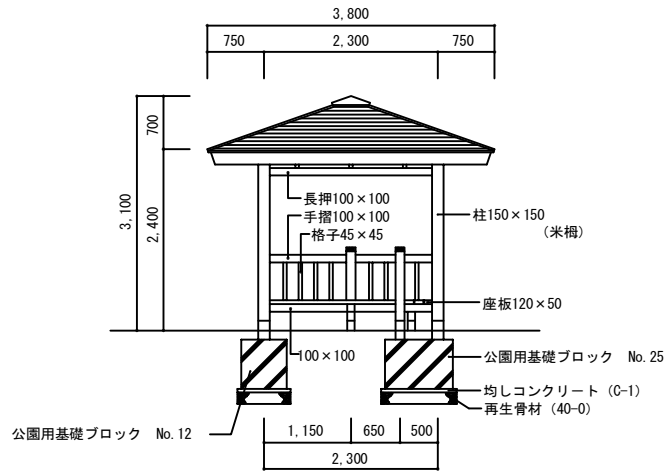 3,800
750 2,300 750
700
3,100
2,400
長押100×100
手摺100×100
格子45×45
柱150×150
(米栂)
座板120×50
100×100
公園用基礎ブロック No.25
均しコンクリート (C-1)
再生骨材 (40-0)
公園用基礎ブロック No.12
1,150 650 500
2,300